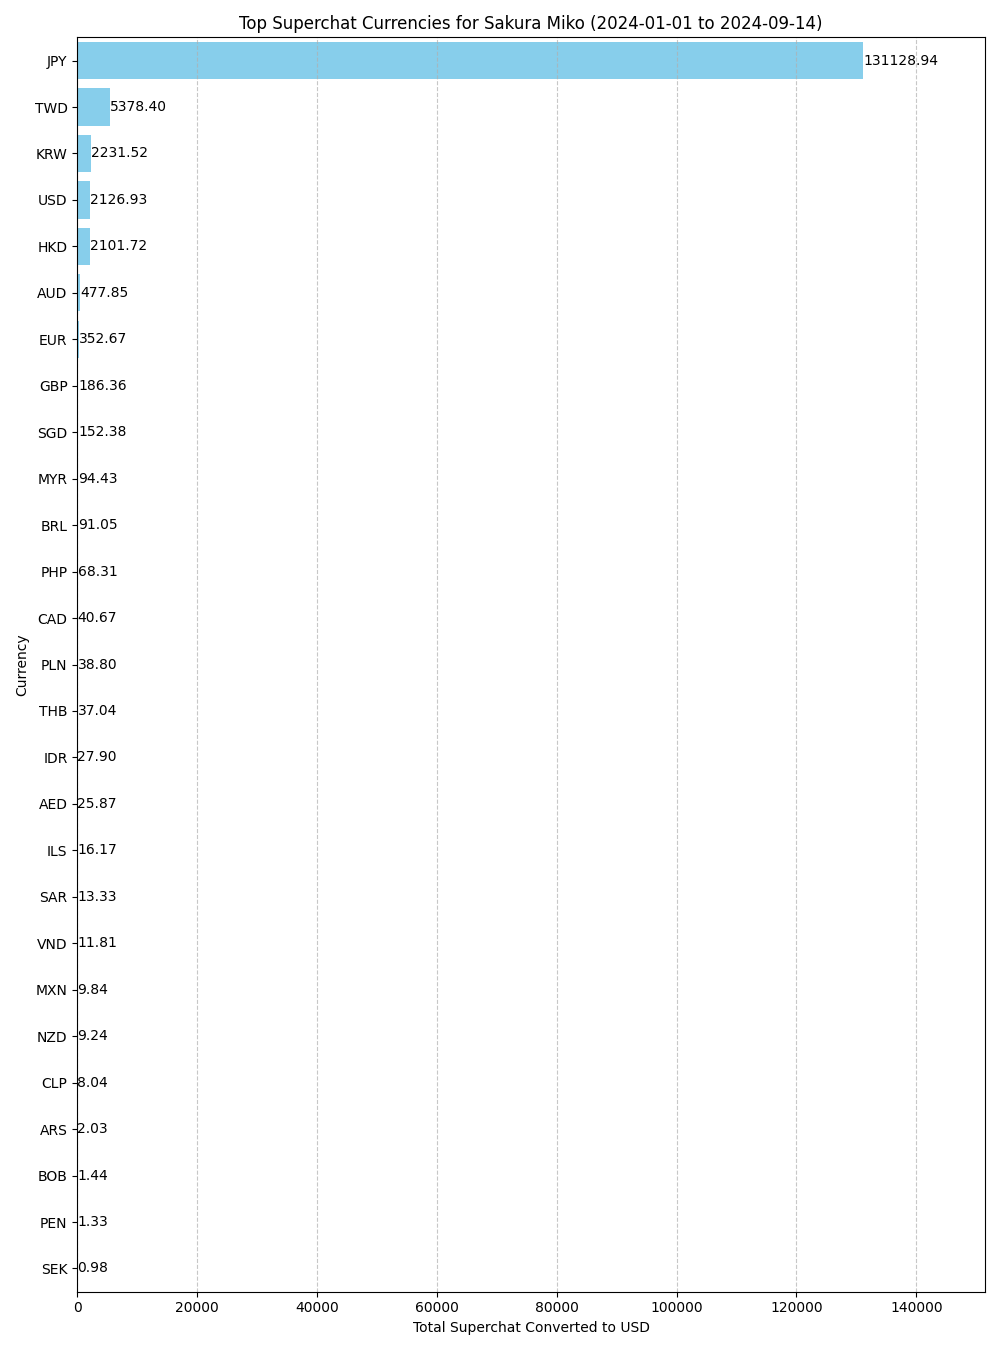 Top Superchat Currencies for Sakura Miko (2024-01-01 to 2024-09-14)
JPY 131128.94
TWD 5378.40
KRW 2231.52
USD 2126.93
HKD 2101.72
AUD 477.85
EUR 352.67
GBP 186.36
SGD 152.38
MYR 94.43
BRL 91.05
PHP 68.31
CAD 40.67
PLN 38.80
THB 37.04
IDR 27.90
AED 25.87
ILS 16.17
SAR 13.33
VND 11.81
MXN 9.84
NZD 9.24
CLP 8.04
ARS 2.03
BOB 1.44
PEN 1.33
SEK 0.98
Currency
0 20000 40000 60000 80000 100000 120000 140000
Total Superchat Converted to USD